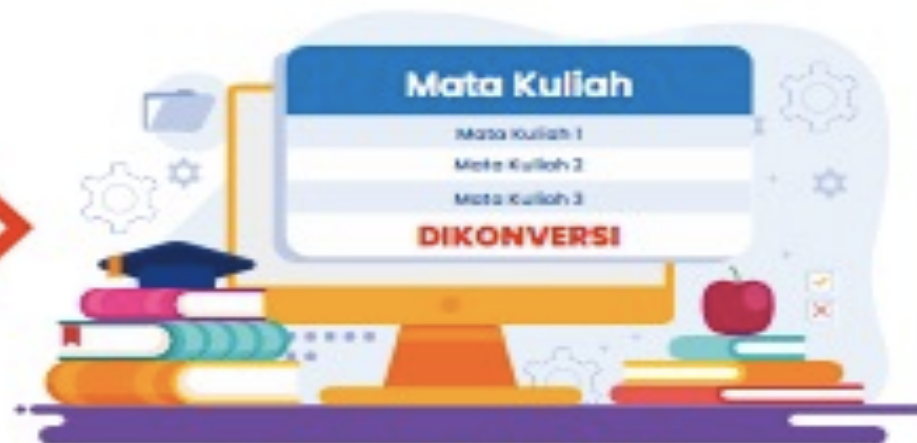 Mata Kuliah
Mata Kuliah 1
Mata Kuliah 2
Mata Kuliah 3
DIKONVERSI